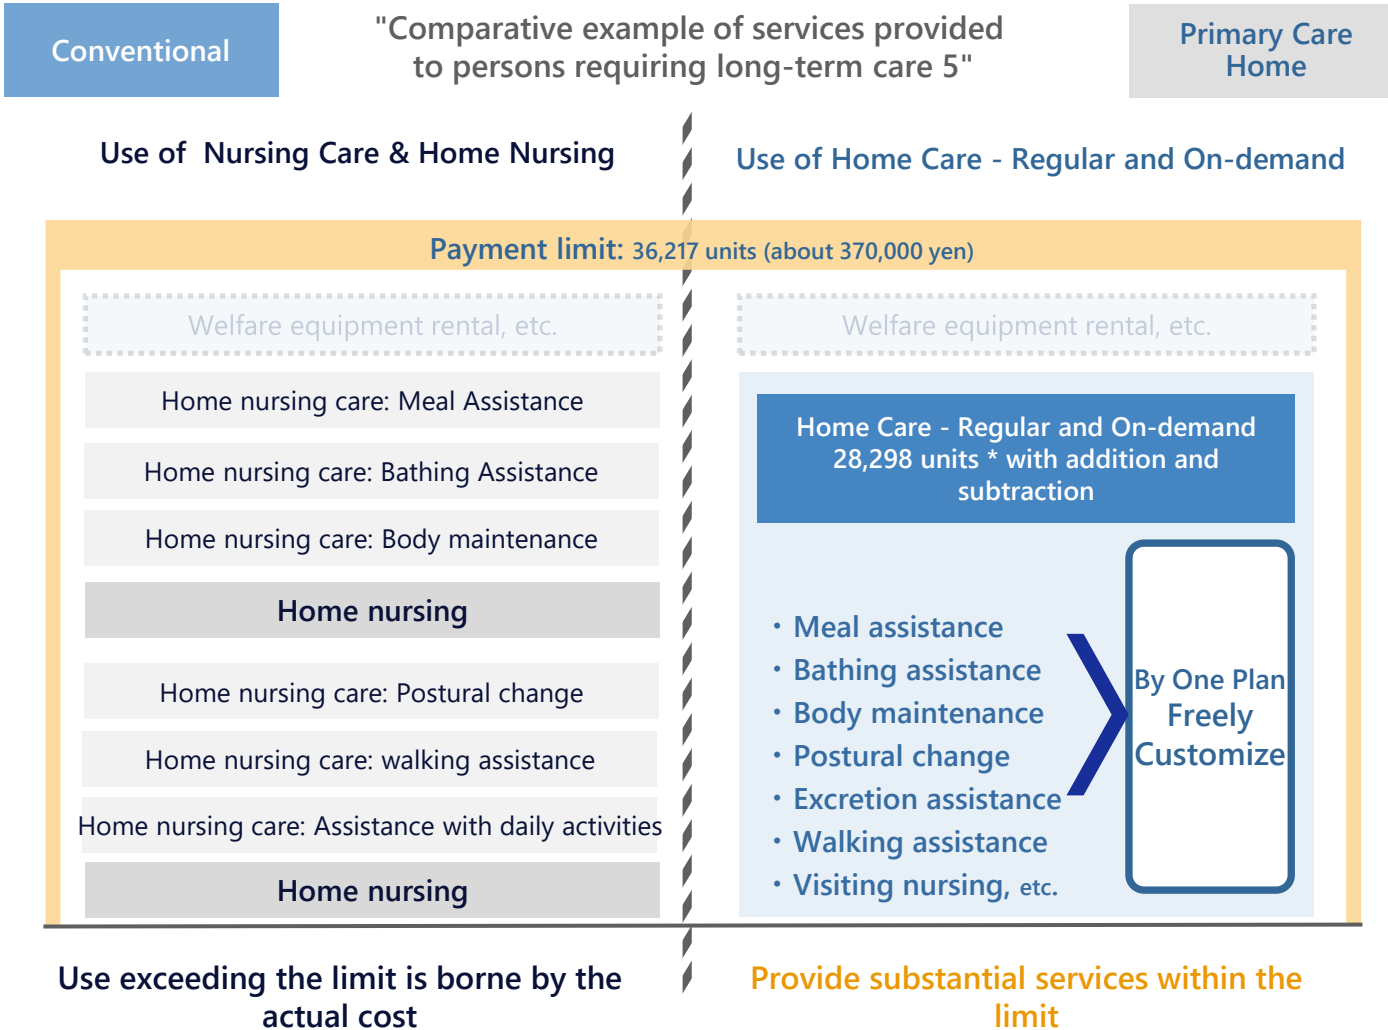 Conventional
"Comparative example of services provided
to persons requiring long-term care 5"
Primary Care
Home
Use of Nursing Care & Home Nursing
Use of Home Care - Regular and On-demand
Payment limit: 36,217 units (about 370,000 yen)
Welfare equipment rental, etc.
Home nursing care: Meal Assistance
Home nursing care: Bathing Assistance
Home nursing care: Body maintenance
Home nursing
Home nursing care: Postural change
Home nursing care: walking assistance
Home nursing care: Assistance with daily activities
Home nursing
Use exceeding the limit is borne by the
actual cost
Welfare equipment rental, etc.
Home Care - Regular and On-demand
28,298 units * with addition and
subtraction
・Meal assistance
・Bathing assistance
・Body maintenance
・Postural change
・Excretion assistance
・Walking assistance
・Visiting nursing, etc.
By One Plan
Freely
Customize
Provide substantial services within the
limit